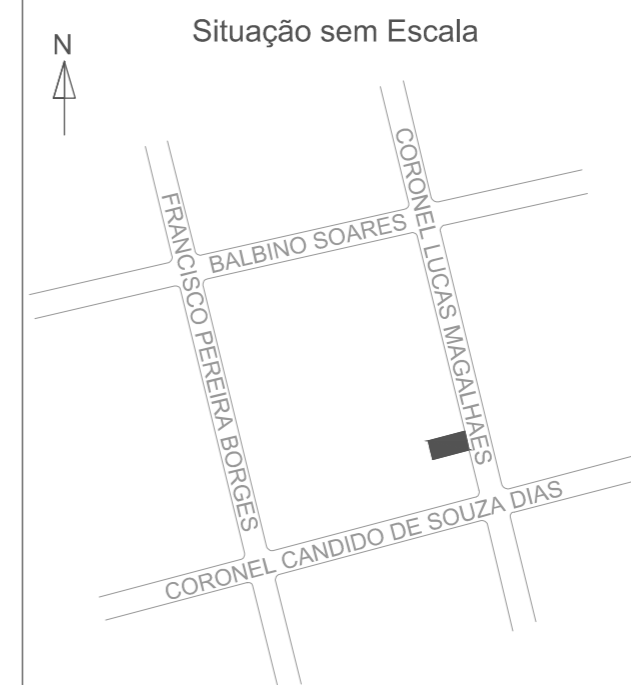 Situação sem Escala
N
CORONEL LUCAS MAGALHAES
FRANCISCO PEREIRA BORGES
BALBINO SOARES
CORONEL CANDIDO DE SOUZA DIAS